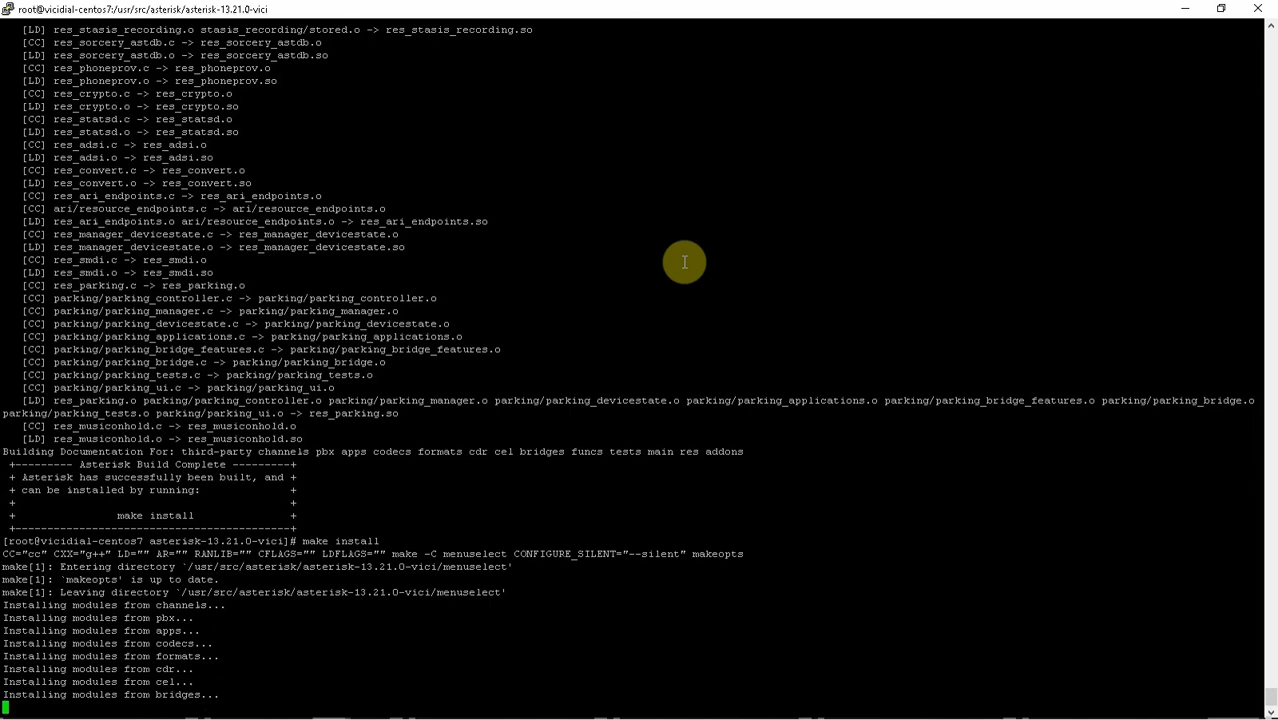 root@vicidial-centos7:/usr/src/asterisk/asterisk-13.21.0-vici
[LD] res_stasis_recording.o stasis_recording/stored.o -> res_stasis_recording.so
[CC] res_sorcery_astdb.c -> res_sorcery_astdb.o
[LD] res_sorcery_astdb.o -> res_sorcery_astdb.so
[CC] res_phoneprov.c -> res_phoneprov.o
[LD] res_phoneprov.o -> res_phoneprov.so
[CC] res_crypto.c -> res_crypto.o
[LD] res_crypto.o -> res_crypto.so
[CC] res_statsd.c -> res_statsd.o
[LD] res_statsd.o -> res_statsd.so
[CC] res_adsi.c -> res_adsi.o
[LD] res_adsi.o -> res_adsi.so
[CC] res_convert.c -> res_convert.o
[LD] res_convert.o -> res_convert.so
[CC] res_ari_endpoints.c -> res_ari_endpoints.o
[CC] ari/resource_endpoints.c -> ari/resource_endpoints.o
[LD] res_ari_endpoints.o ari/resource_endpoints.o -> res_ari_endpoints.so
[CC] res_manager_devicestate.c -> res_manager_devicestate.o
[LD] res_manager_devicestate.o -> res_manager_devicestate.so
[CC] res_smdi.c -> res_smdi.o
[LD] res_smdi.o -> res_smdi.so
[CC] res_parking.c -> res_parking.o
[CC] parking/parking_controller.c -> parking/parking_controller.o
[CC] parking/parking_manager.c -> parking/parking_manager.o
[CC] parking/parking_devicestate.c -> parking/parking_devicestate.o
[CC] parking/parking_applications.c -> parking/parking_applications.o
[CC] parking/parking_bridge_features.c -> parking/parking_bridge_features.o
[CC] parking/parking_bridge.c -> parking/parking_bridge.o
[CC] parking/parking_tests.c -> parking/parking_tests.o
[CC] parking/parking_ui.c -> parking/parking_ui.o
[LD] res_parking.o parking/parking_controller.o parking/parking_manager.o parking/parking_devicestate.o parking/parking_applications.o parking/parking_bridge_features.o parking/parking_bridge.o
parking/parking_tests.o parking/parking_ui.o -> res_parking.so
[CC] res_musiconhold.c -> res_musiconhold.o
[LD] res_musiconhold.o -> res_musiconhold.so
Building Documentation For: third-party channels pbx apps codecs formats cdr cel bridges funcs tests main res addons
+--------- Asterisk Build Complete ---------+
+ Asterisk has successfully been built, and +
+ can be installed by running: +
+ +
+ make install +
+-------------------------------------------+
[root@vicidial-centos7 asterisk-13.21.0-vici]# make install
CC="cc" CXX="g++" LD="" AR="" RANLIB="" CFLAGS="" LDFLAGS="" make -C menuselect CONFIGURE_SILENT="--silent" makeopts
make[1]: Entering directory `/usr/src/asterisk/asterisk-13.21.0-vici/menuselect'
make[1]: `makeopts' is up to date.
make[1]: Leaving directory `/usr/src/asterisk/asterisk-13.21.0-vici/menuselect'
Installing modules from channels...
Installing modules from pbx...
Installing modules from apps...
Installing modules from codecs...
Installing modules from formats...
Installing modules from cdr...
Installing modules from cel...
Installing modules from bridges...